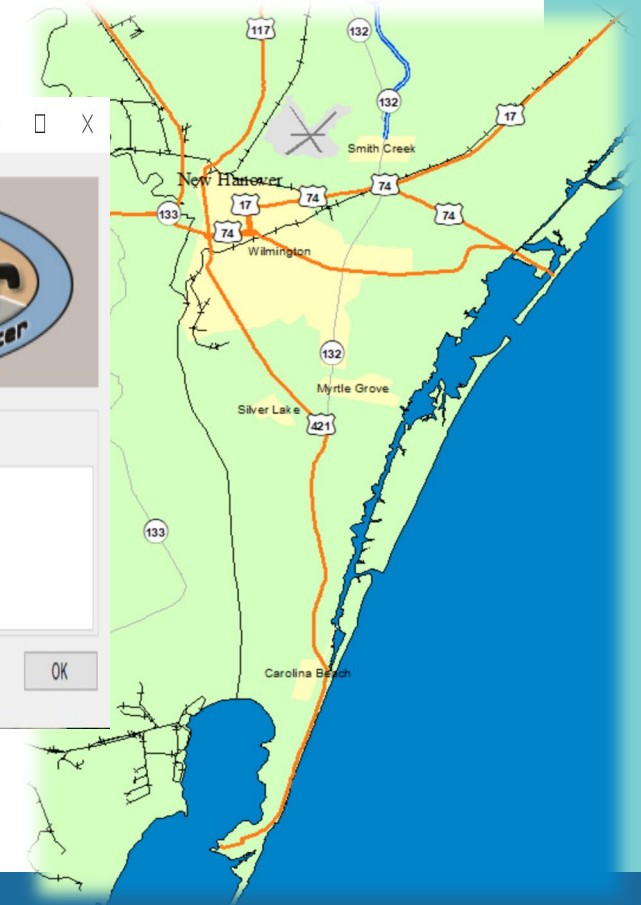 117
132
132
17
Smith Creek
New Hanover
74
74
17
133
74
74
Wilmington
132
Myrtle Grove
Silver Lake
421
133
OK
Carolina Beach